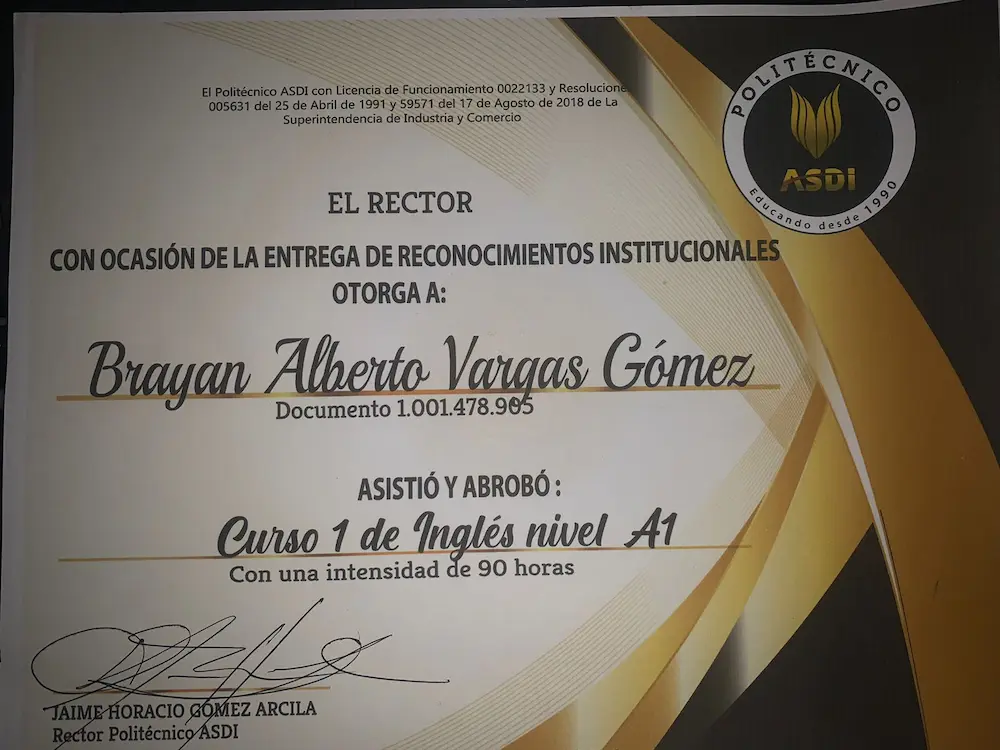 El Politécnico ASDI con Licencia de Funcionamiento 0022133 y Resolucione
005631 del 25 de Abril de 1991 y 59571 del 17 de Agosto de 2018 de La
Superintendencia de Industria y Comercio
POLITÉCNICO
ASDI
Educando desde 1990
EL RECTOR
CON OCASIÓN DE LA ENTREGA DE RECONOCIMIENTOS INSTITUCIONALES
OTORGA A:
Brayan Alberto Vargas Gómez
Documento 1.001.478.905
ASISTIÓ Y ABROBÓ :
Curso 1 de Inglés nivel A1
Con una intensidad de 90 horas
JAIME HORACIO GÓMEZ ARCILA
Rector Politécnico ASDI